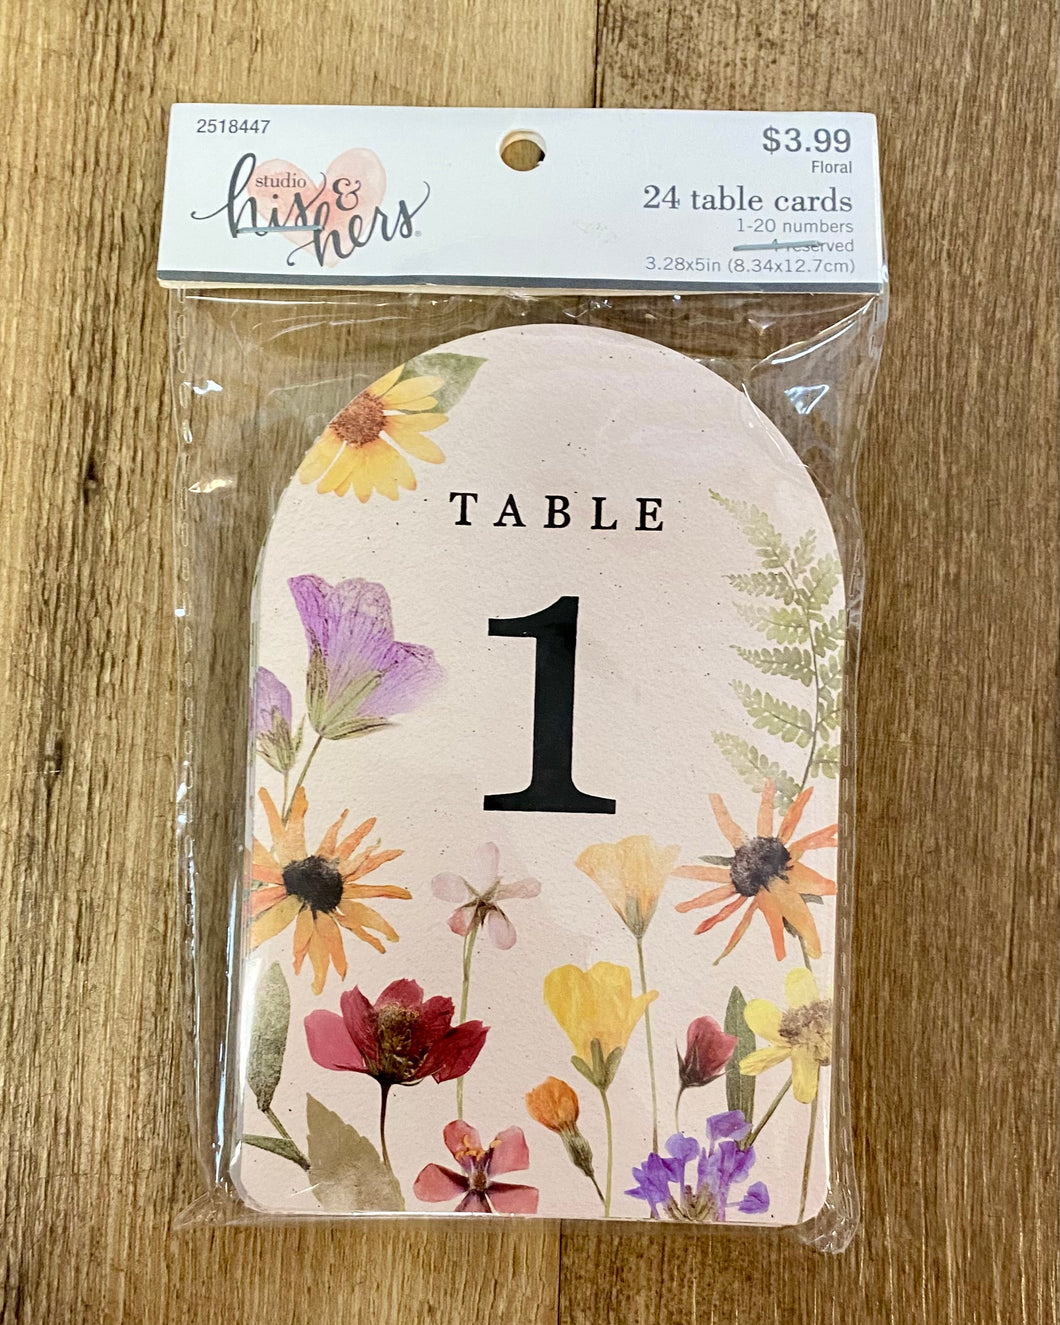 2518447
studio
his &
hers®
$3.99
Floral
24 table cards
1-20 numbers
4 reserved
3.28x5in (8.34x12.7cm)
TABLE
1